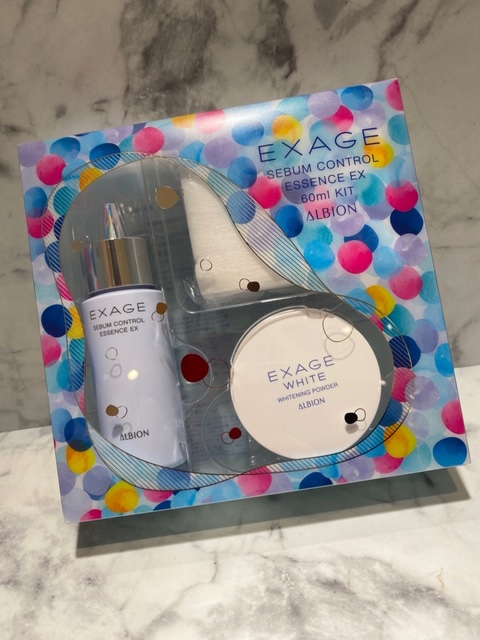 EXAGE
SEBUM CONTROL
ESSENCE EX
60ml KIT
ALBION
EXAGE
SEBUM CONTROL
ESSENCE EX
ALBION
EXAGE
WHITE
WHITENING POWDER
ALBION